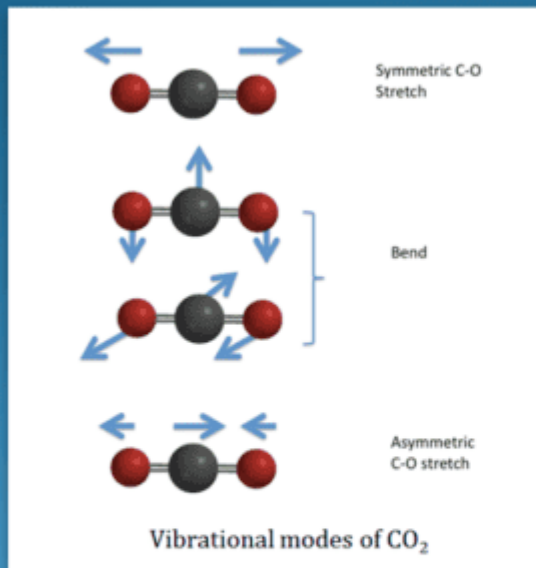 Symmetric C-O
Stretch
Bend
Asymmetric
C-O stretch
Vibrational modes of CO₂